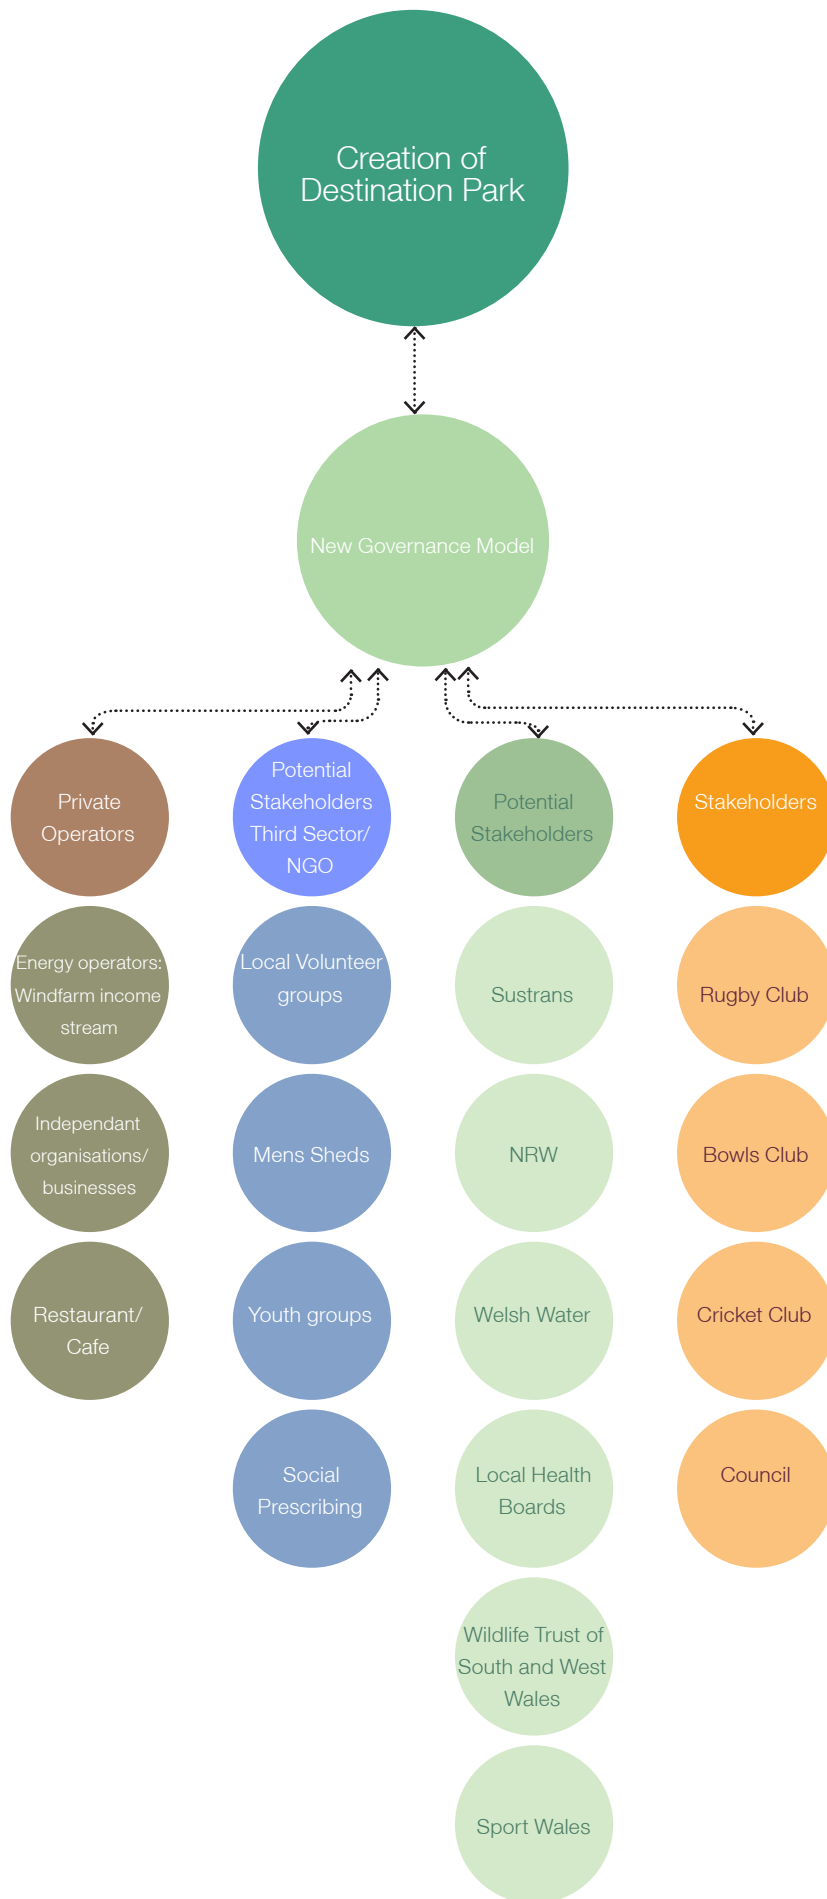 Creation of
Destination Park
New Governance Model
Private
Operators
Energy operators:
Windfarm income
stream
Independant
organisations/
businesses
Restaurant/
Cafe
Potential
Stakeholders
Third Sector/
NGO
Local Volunteer
groups
Mens Sheds
Youth groups
Social
Prescribing
Potential
Stakeholders
Sustrans
NRW
Welsh Water
Local Health
Boards
Wildlife Trust of
South and West
Wales
Sport Wales
Stakeholders
Rugby Club
Bowls Club
Cricket Club
Council